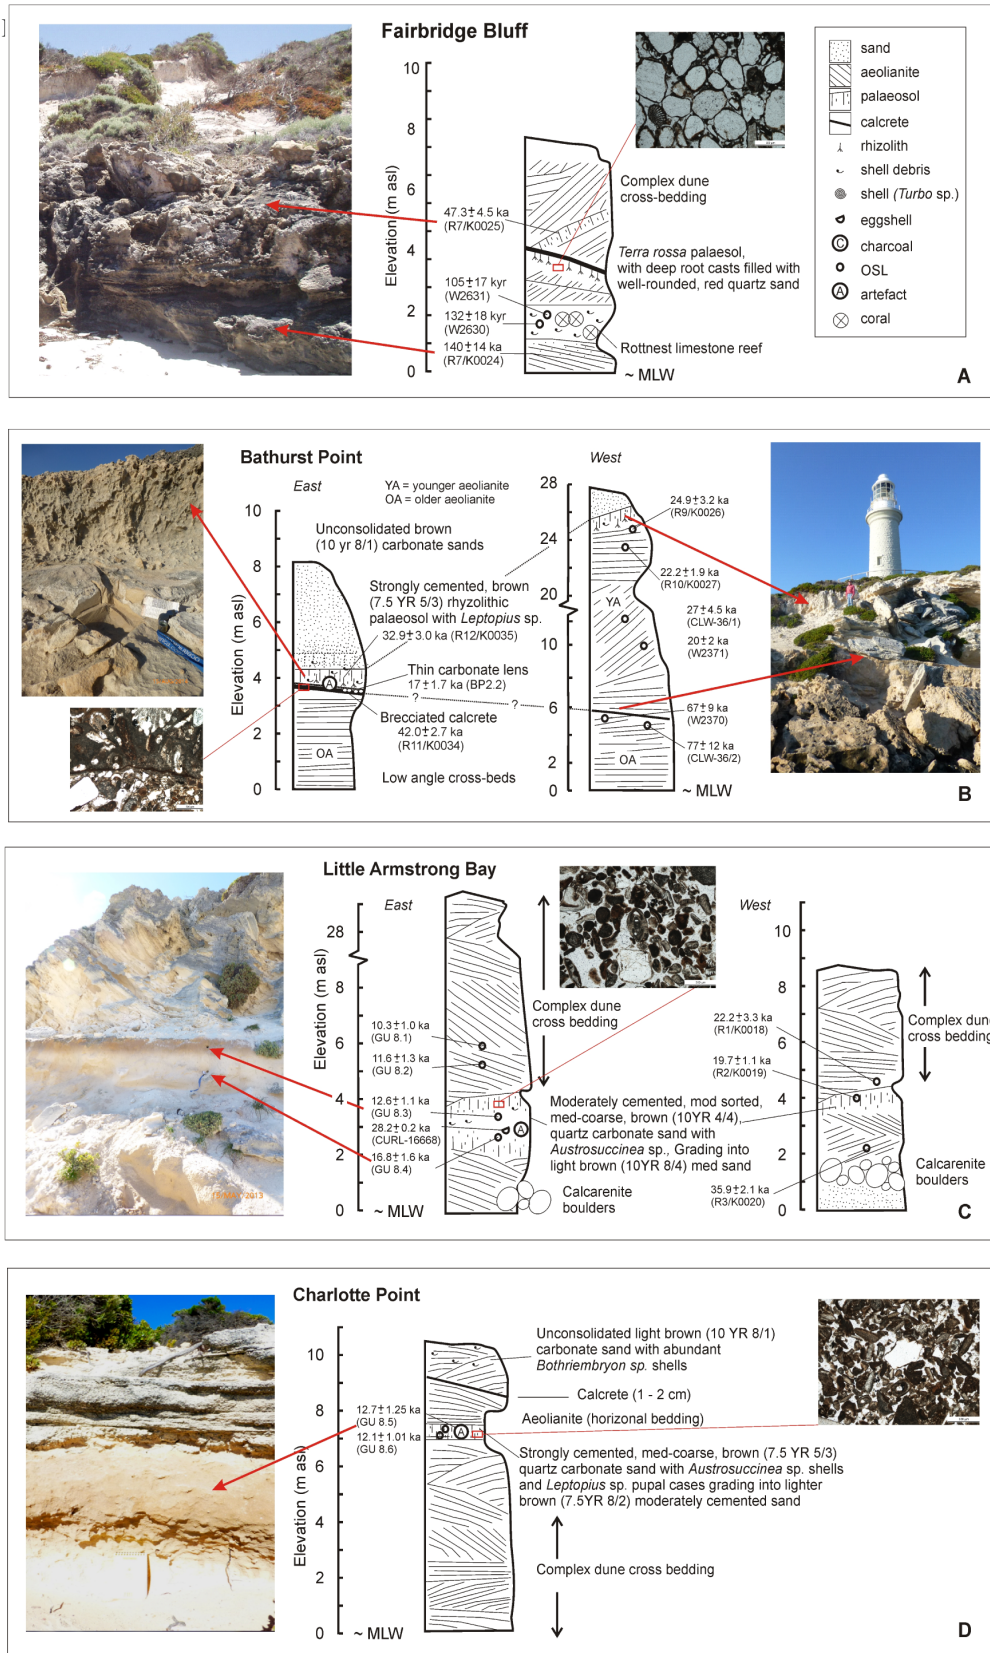 Fairbridge Bluff
10
8
6
4
2
0
Elevation (m asl)
47.3±4.5 ka
(R7/K0025)
105±17 kyr
(W2631)
132±18 kyr
(W2630)
140±14 ka
(R7/K0024)
Complex dune
cross-bedding
Terra rossa palaesol,
with deep root casts filled with
well-rounded, red quartz sand
Rottnest limestone reef
~ MLW
sand
aeolianite
palaeosol
calcrete
rhizolith
shell debris
shell (Turbo sp.)
eggshell
C
charcoal
OSL
A
artefact
coral
A
Bathurst Point
East
YA = younger aeolianite
OA = older aeolianite
10
8
6
4
2
0
Elevation (m asl)
Unconsolidated brown
(10 yr 8/1) carbonate sands
Strongly cemented, brown
(7.5 YR 5/3) rhyzolithic
palaeosol with Leptopius sp.
32.9±3.0 ka (R12/K0035)
A
Thin carbonate lens
17±1.7 ka (BP2.2)
?
?
Brecciated calcrete
42.0±2.7 ka
(R11/K0034)
OA
Low angle cross-beds
West
28
24
20
10
6
2
0
24.9±3.2 ka
(R9/K0026)
22.2±1.9 ka
(R10/K0027)
YA
27±4.5 ka
(CLW-36/1)
20±2 ka
(W2371)
67±9 ka
(W2370)
77±12 ka
(CLW-36/2)
OA
~ MLW
B
Little Armstrong Bay
East
28
8
6
4
2
0
Elevation (m asl)
10.3±1.0 ka
(GU 8.1)
11.6±1.3 ka
(GU 8.2)
12.6±1.1 ka
(GU 8.3)
28.2±0.2 ka
(CURL-16668)
16.8±1.6 ka
(GU 8.4)
A
~ MLW
Complex dune
cross bedding
Moderately cemented, mod sorted,
med-coarse, brown (10YR 4/4),
quartz carbonate sand with
Austrosuccinea sp., Grading into
light brown (10YR 8/4) med sand
Calcarenite
boulders
West
10
8
6
4
2
0
22.2±3.3 ka
(R1/K0018)
19.7±1.1 ka
(R2/K0019)
35.9±2.1 ka
(R3/K0020)
Complex dune
cross bedding
Calcarenite
boulders
C
Charlotte Point
10
8
6
4
2
0
Elevation (m asl)
12.7±1.25 ka
(GU 8.5)
12.1±1.01 ka
(GU 8.6)
A
Unconsolidated light brown (10 YR 8/1)
carbonate sand with abundant
Bothriembryon sp. shells
Calcrete (1 - 2 cm)
Aeolianite (horizonal bedding)
Strongly cemented, med-coarse, brown (7.5 YR 5/3)
quartz carbonate sand with Austrosuccinea sp. shells
and Leptopius sp. pupal cases grading into lighter
brown (7.5YR 8/2) moderately cemented sand
Complex dune cross bedding
~ MLW
D